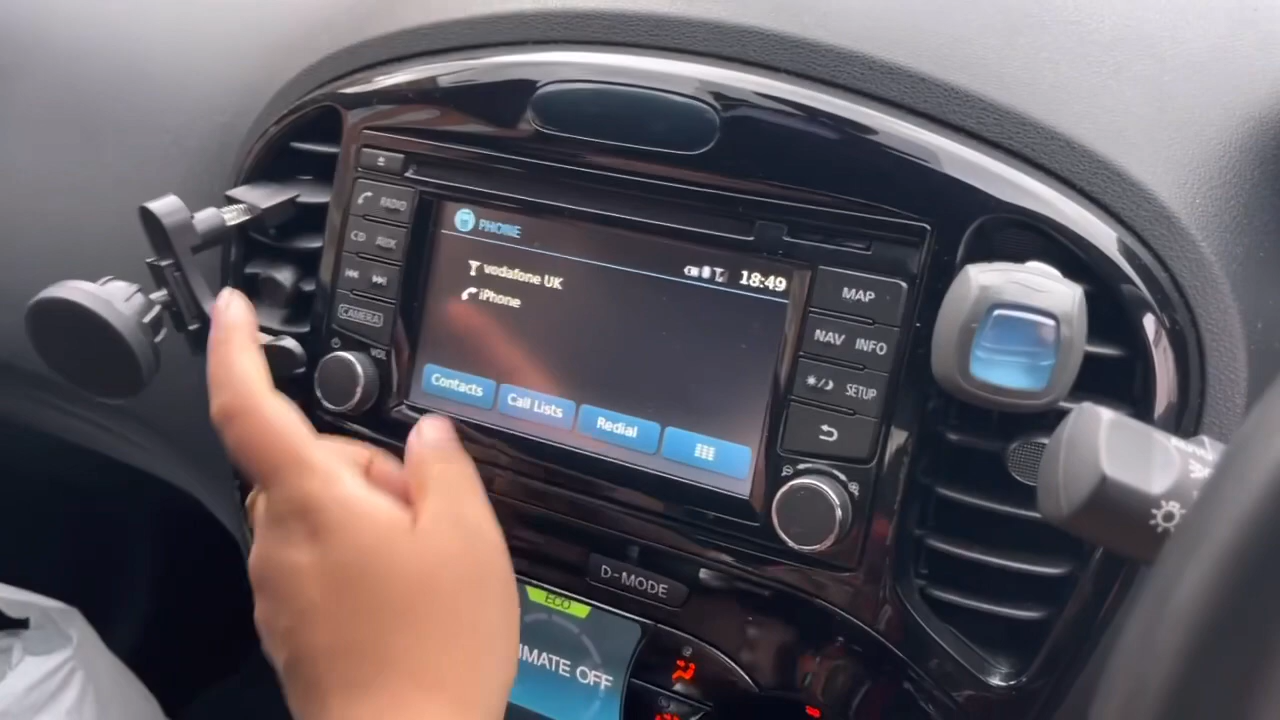 PHONE
18:49
vodafone UK
iPhone
Contacts
Call Lists
Redial
RADIO
CD AUX
CAMERA
VOL
MAP
NAV INFO
SETUP
D-MODE
ECO
IMATE OFF